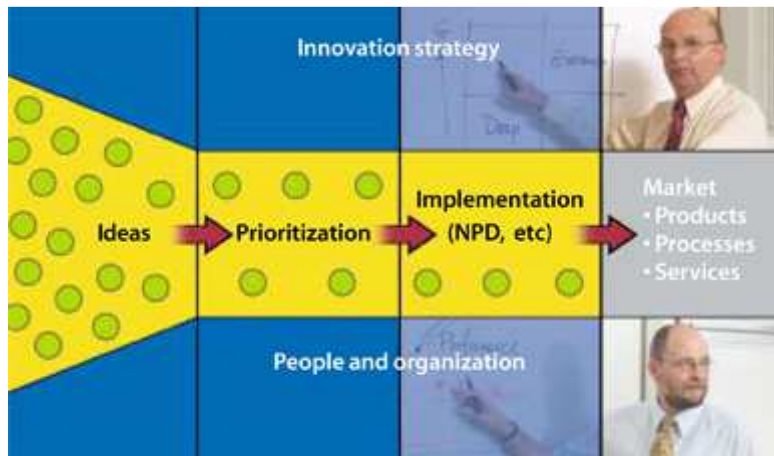 Innovation strategy
Ideas
Prioritization
Implementation
(NPD, etc)
Market
• Products
• Processes
• Services
People and organization